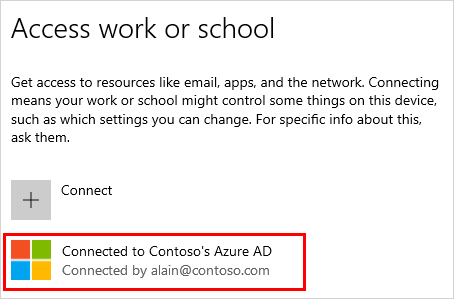 Access work or school
Get access to resources like email, apps, and the network. Connecting
means your work or school might control some things on this device,
such as which settings you can change. For specific info about this,
ask them.
Connect
Connected to Contoso's Azure AD
Connected by alain@contoso.com